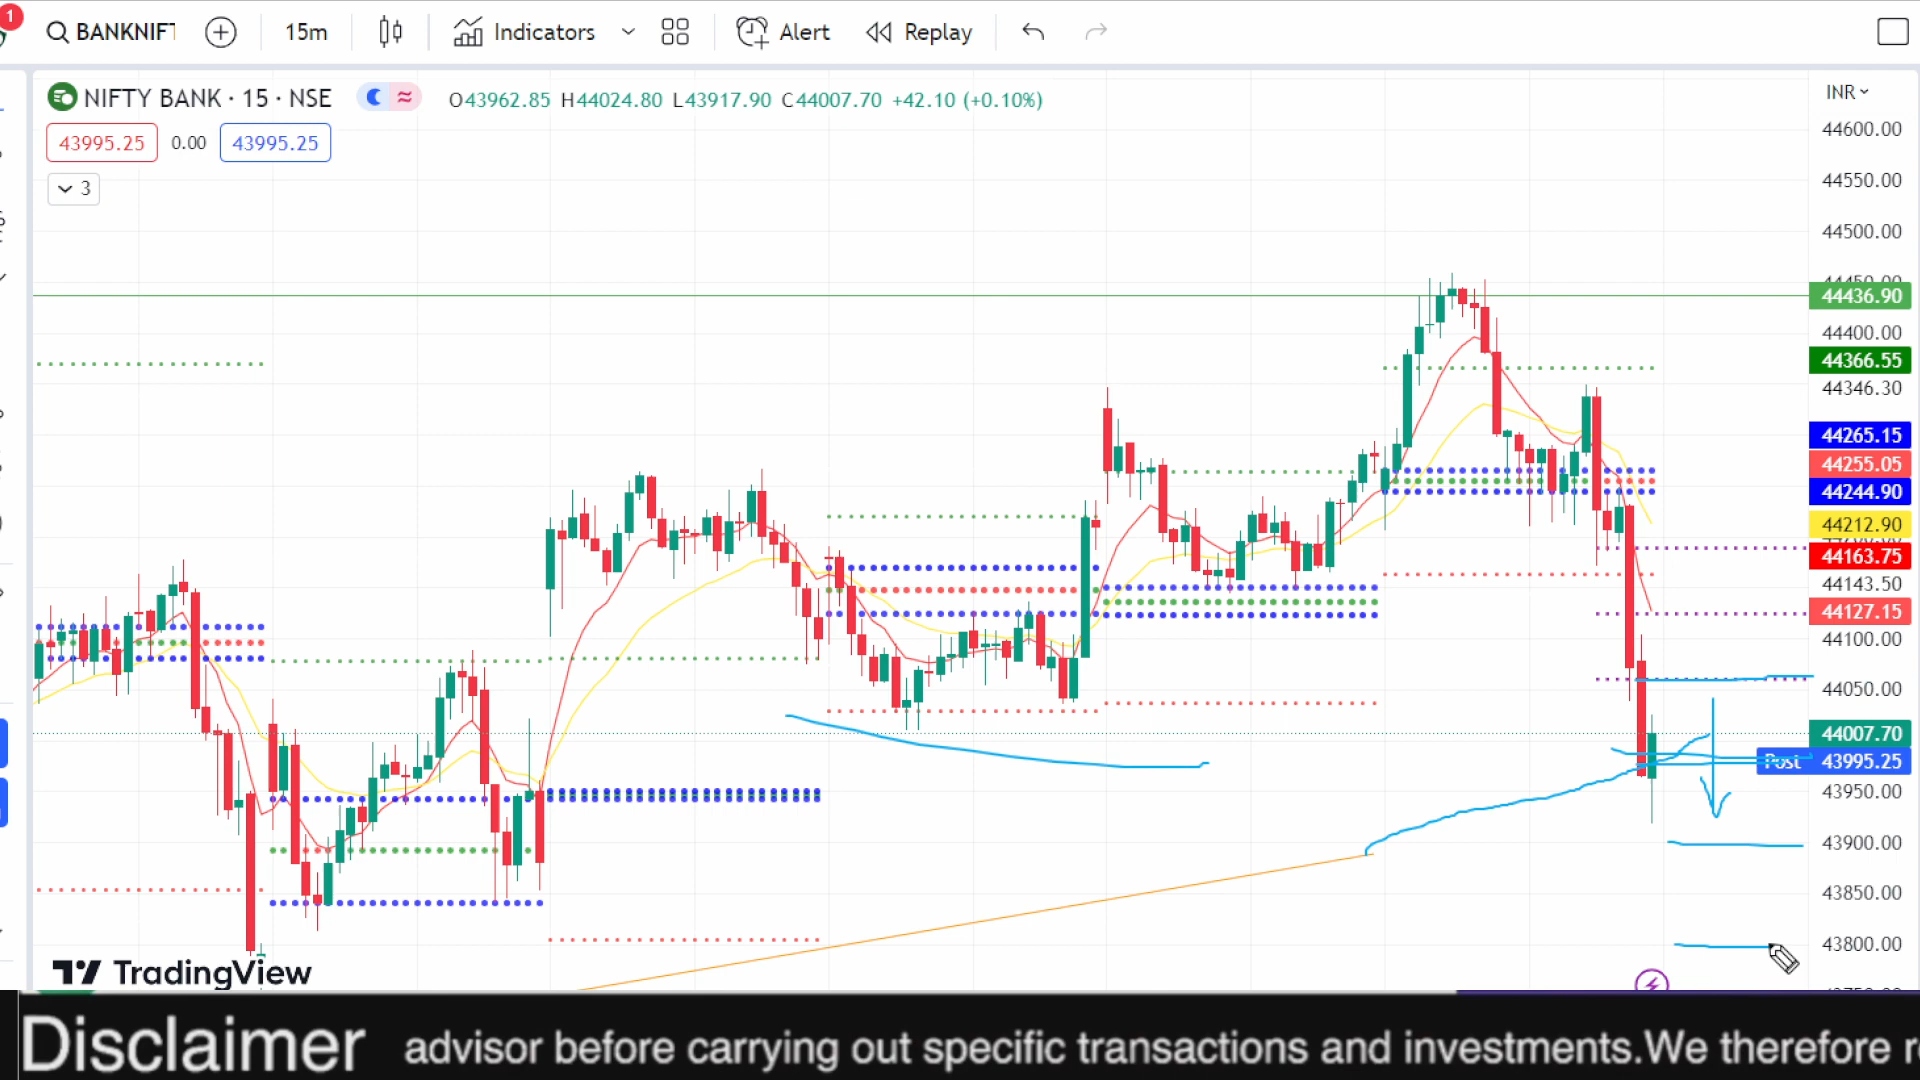 1
BANKNIFT
15m
Indicators
Alert
Replay
NIFTY BANK · 15 · NSE
O43962.85 H44024.80 L43917.90 C44007.70 +42.10 (+0.10%)
INR
43995.25 0.00 43995.25
3
44600.00
44550.00
44500.00
44450.00
44436.90
44400.00
44366.55
44346.30
44265.15
44255.05
44244.90
44212.90
44163.75
44143.50
44127.15
44100.00
44050.00
44007.70
Post 43995.25
43950.00
43900.00
43850.00
43800.00
TradingView
Disclaimer advisor before carrying out specific transactions and investments.We therefore